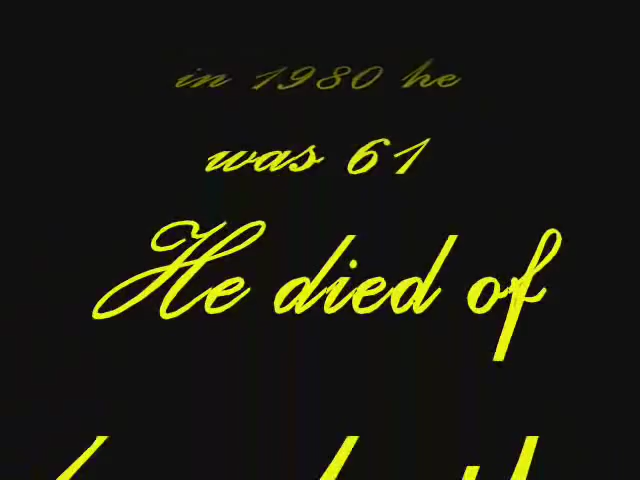 in 1980 he
was 61
He died of